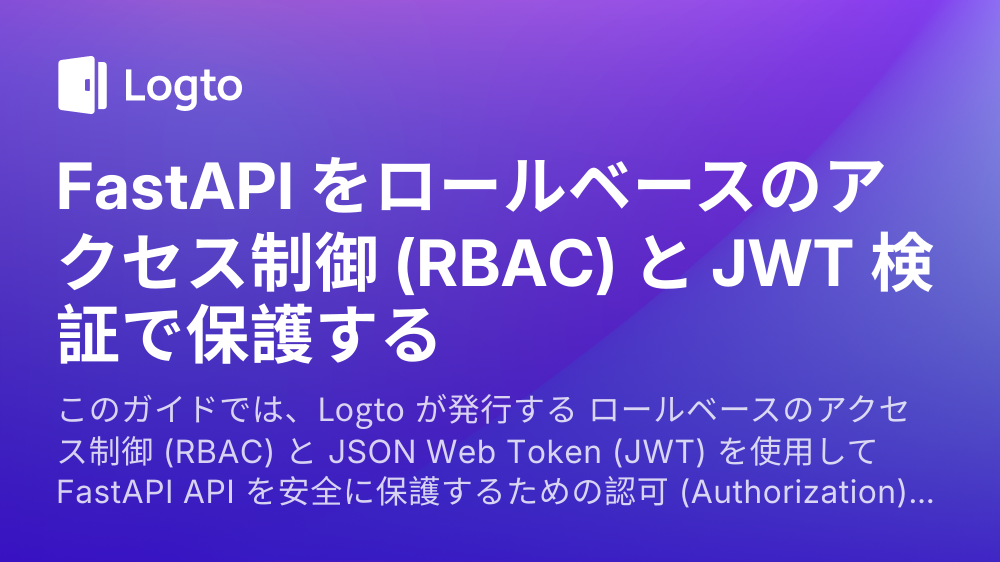 Logto
FastAPI をロールベースのア
クセス制御 (RBAC) と JWT 検
証で保護する
このガイドでは、Logto が発行する ロールベースのアクセ
ス制御 (RBAC) と JSON Web Token (JWT) を使用して
FastAPI API を安全に保護するための認可 (Authorization)...